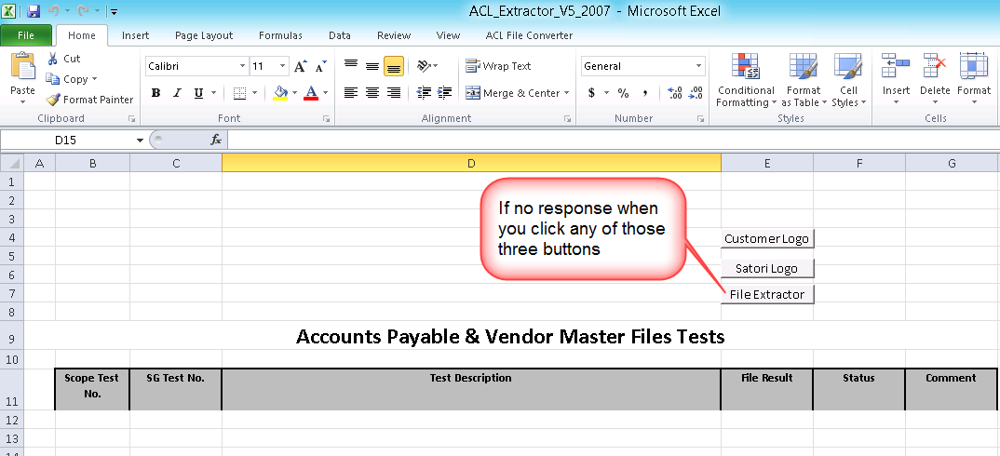 ACL_Extractor_V5_2007 - Microsoft Excel
File Home Insert Page Layout Formulas Data Review View ACL File Converter
Paste
Cut
Copy
Format Painter
Clipboard
Calibri 11 A A
B I U A
Font
Wrap Text
Merge & Center
Alignment
General
$ % , .00 .00
Number
Conditional Formatting
Format as Table
Cell Styles
Styles
Insert Delete Format
Cells
D15 fx
A B C D E F G
1
2
3
4
5
6
7
8
9
10
11
12
13
If no response when
you click any of those
three buttons
Customer Logo
Satori Logo
File Extractor
Accounts Payable & Vendor Master Files Tests
Scope Test No. SG Test No. Test Description File Result Status Comment